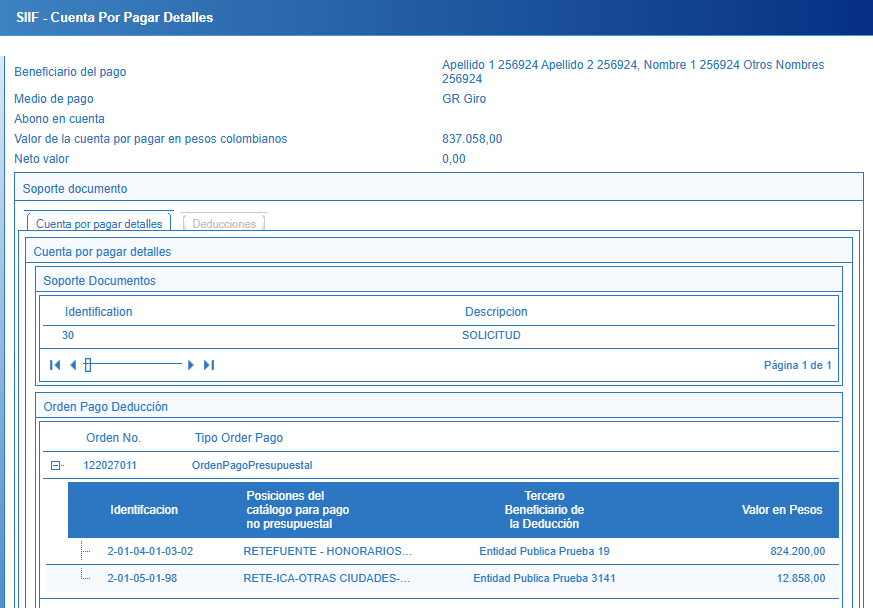 SIIF - Cuenta Por Pagar Detalles
Beneficiario del pago
Apellido 1 256924 Apellido 2 256924, Nombre 1 256924 Otros Nombres
256924
Medio de pago
GR Giro
Abono en cuenta
Valor de la cuenta por pagar en pesos colombianos
837.058,00
Neto valor
0,00
Soporte documento
Cuenta por pagar detalles
Deducciones
Cuenta por pagar detalles
Soporte Documentos
Identification
Descripcion
30
SOLICITUD
Página 1 de 1
Orden Pago Deducción
Orden No.
Tipo Order Pago
122027011
OrdenPagoPresupuestal
Identifcacion
Posiciones del
catálogo para pago
no presupuestal
Tercero
Beneficiario de
la Deducción
Valor en Pesos
2-01-04-01-03-02
RETEFUENTE - HONORARIOS...
Entidad Publica Prueba 19
824.200,00
2-01-05-01-98
RETE-ICA-OTRAS CIUDADES-...
Entidad Publica Prueba 3141
12.858,00